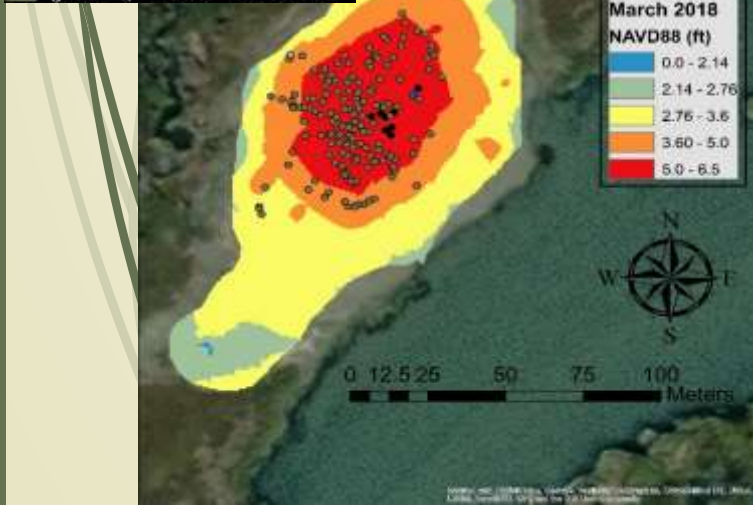 March 2018
NAVD88 (ft)
0.0 - 2.14
2.14 - 2.76
2.76 - 3.6
3.60 - 5.0
5.0 - 6.5
N
W E
S
0 12.5 25 50 75 100
Meters